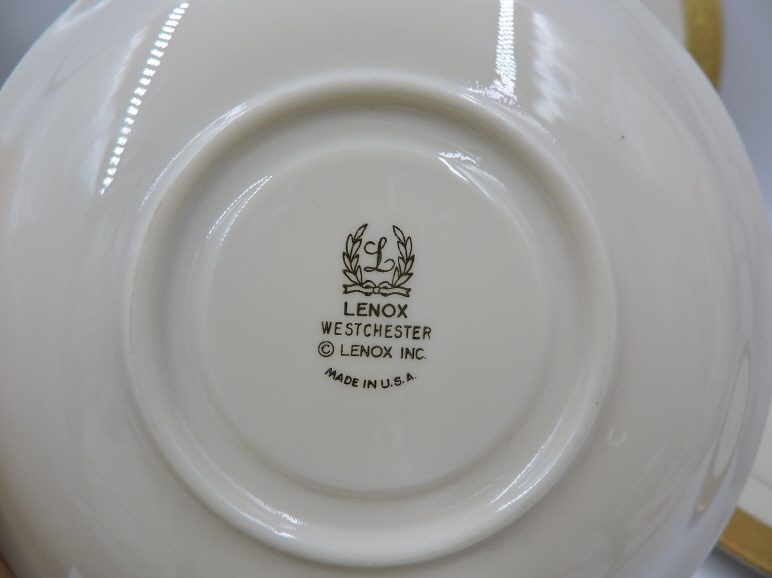 L
LENOX
WESTCHESTER
© LENOX INC.
MADE IN U.S.A.